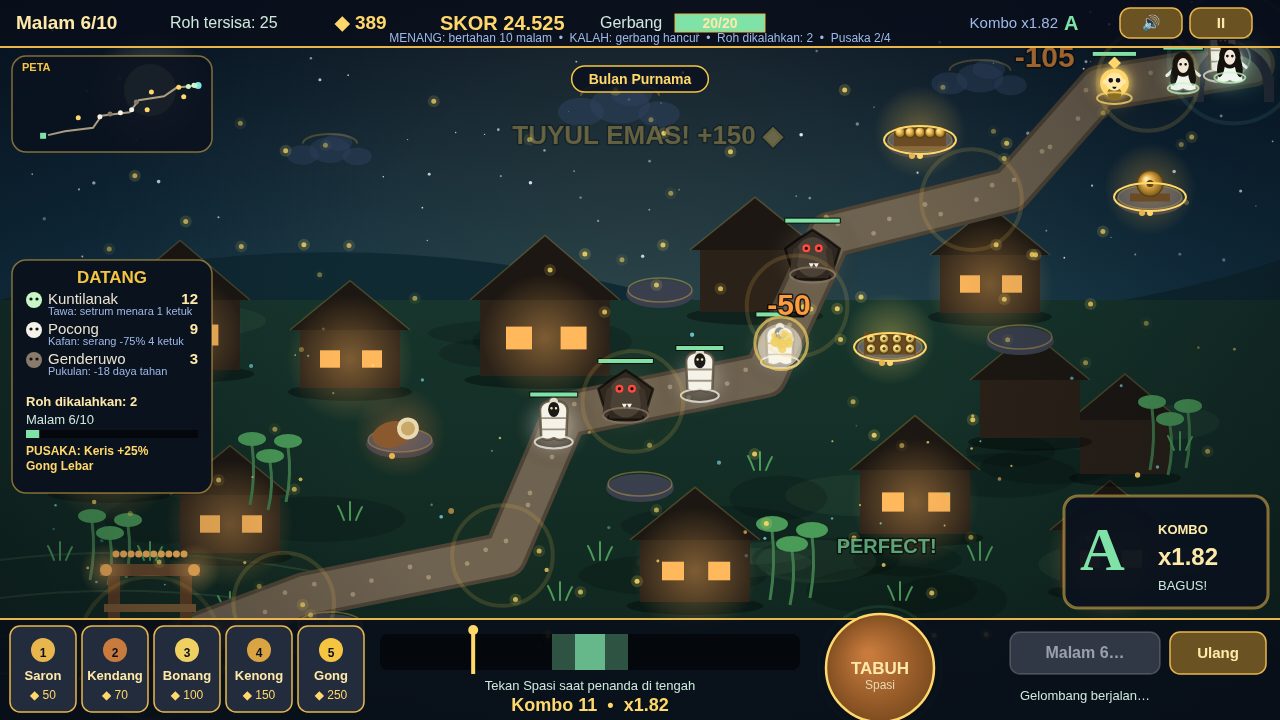 Malam 6/10
Roh tersisa: 25
◆ 389
SKOR 24.525
Gerbang
20/20
Kombo x1.82 A
MENANG: bertahan 10 malam • KALAH: gerbang hancur • Roh dikalahkan: 2 • Pusaka 2/4
PETA
Bulan Purnama
-105
TUYUL EMAS! +150 ◆
DATANG
Kuntilanak 12
Tawa: setrum menara 1 ketuk
Pocong 9
Kafan: serang -75% 4 ketuk
Genderuwo 3
Pukulan: -18 daya tahan
Roh dikalahkan: 2
Malam 6/10
PUSAKA: Keris +25%
Gong Lebar
-50
PERFECT!
A
KOMBO
x1.82
BAGUS!
1
Saron
◆ 50
2
Kendang
◆ 70
3
Bonang
◆ 100
4
Kenong
◆ 150
5
Gong
◆ 250
Tekan Spasi saat penanda di tengah
Kombo 11 • x1.82
TABUH
Spasi
Malam 6…
Ulang
Gelombang berjalan…